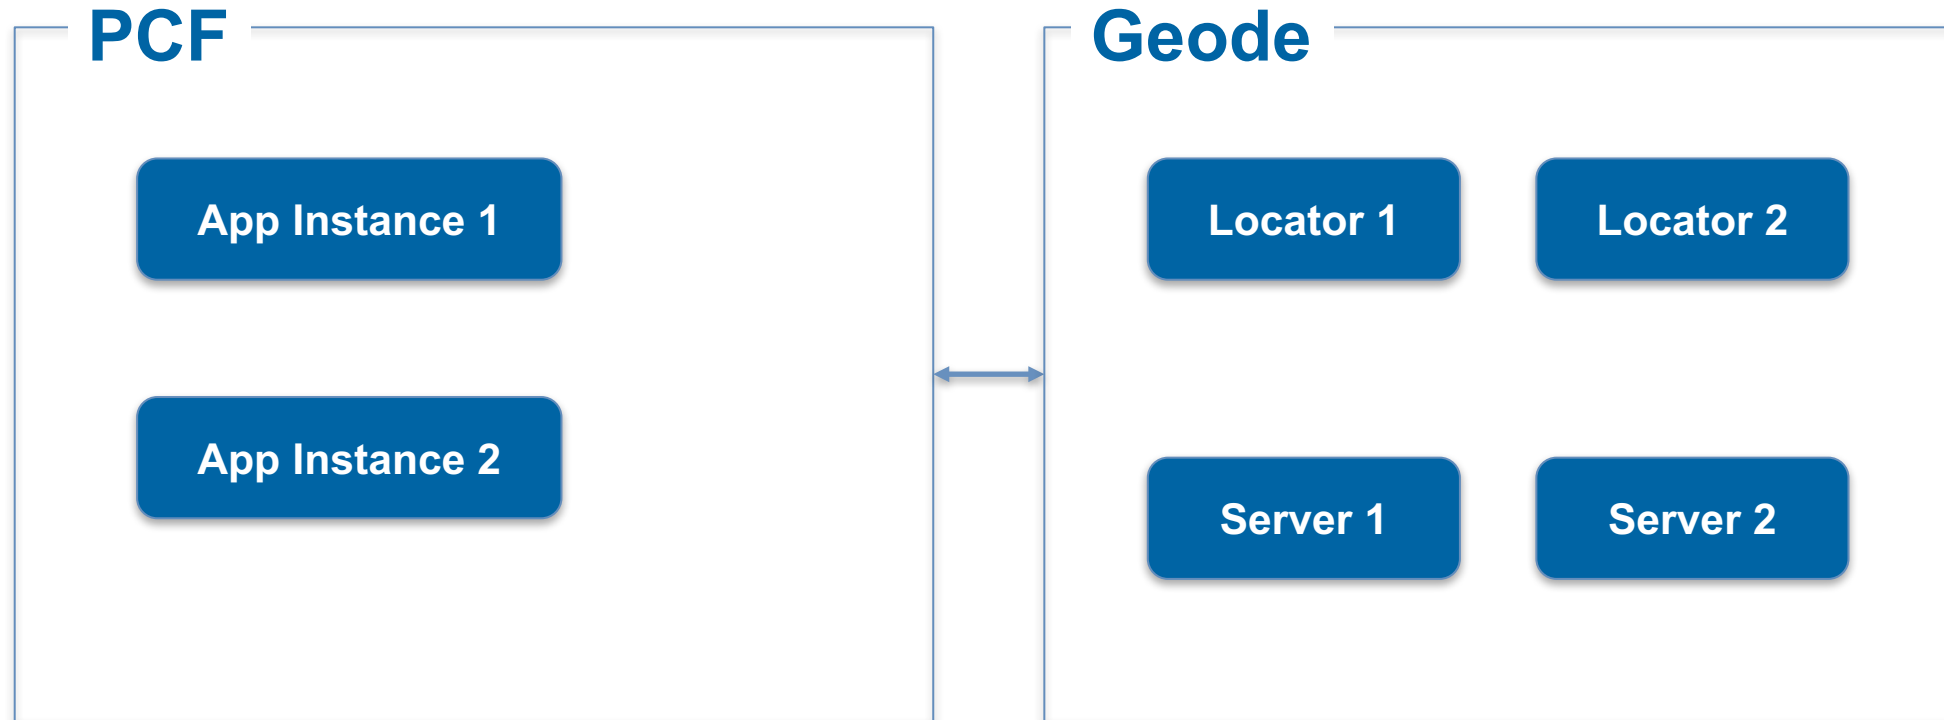 PCF
App Instance 1
App Instance 2
Geode
Locator 1
Locator 2
Server 1
Server 2